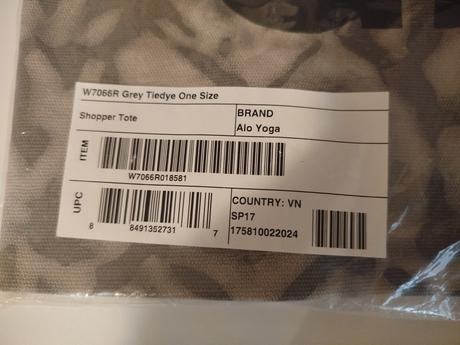 W7066R Grey Tiedye One Size
Shopper Tote
BRAND
Alo Yoga
ITEM
W7066R018581
UPC
8 8491352731 7
COUNTRY: VN
SP17
175810022024